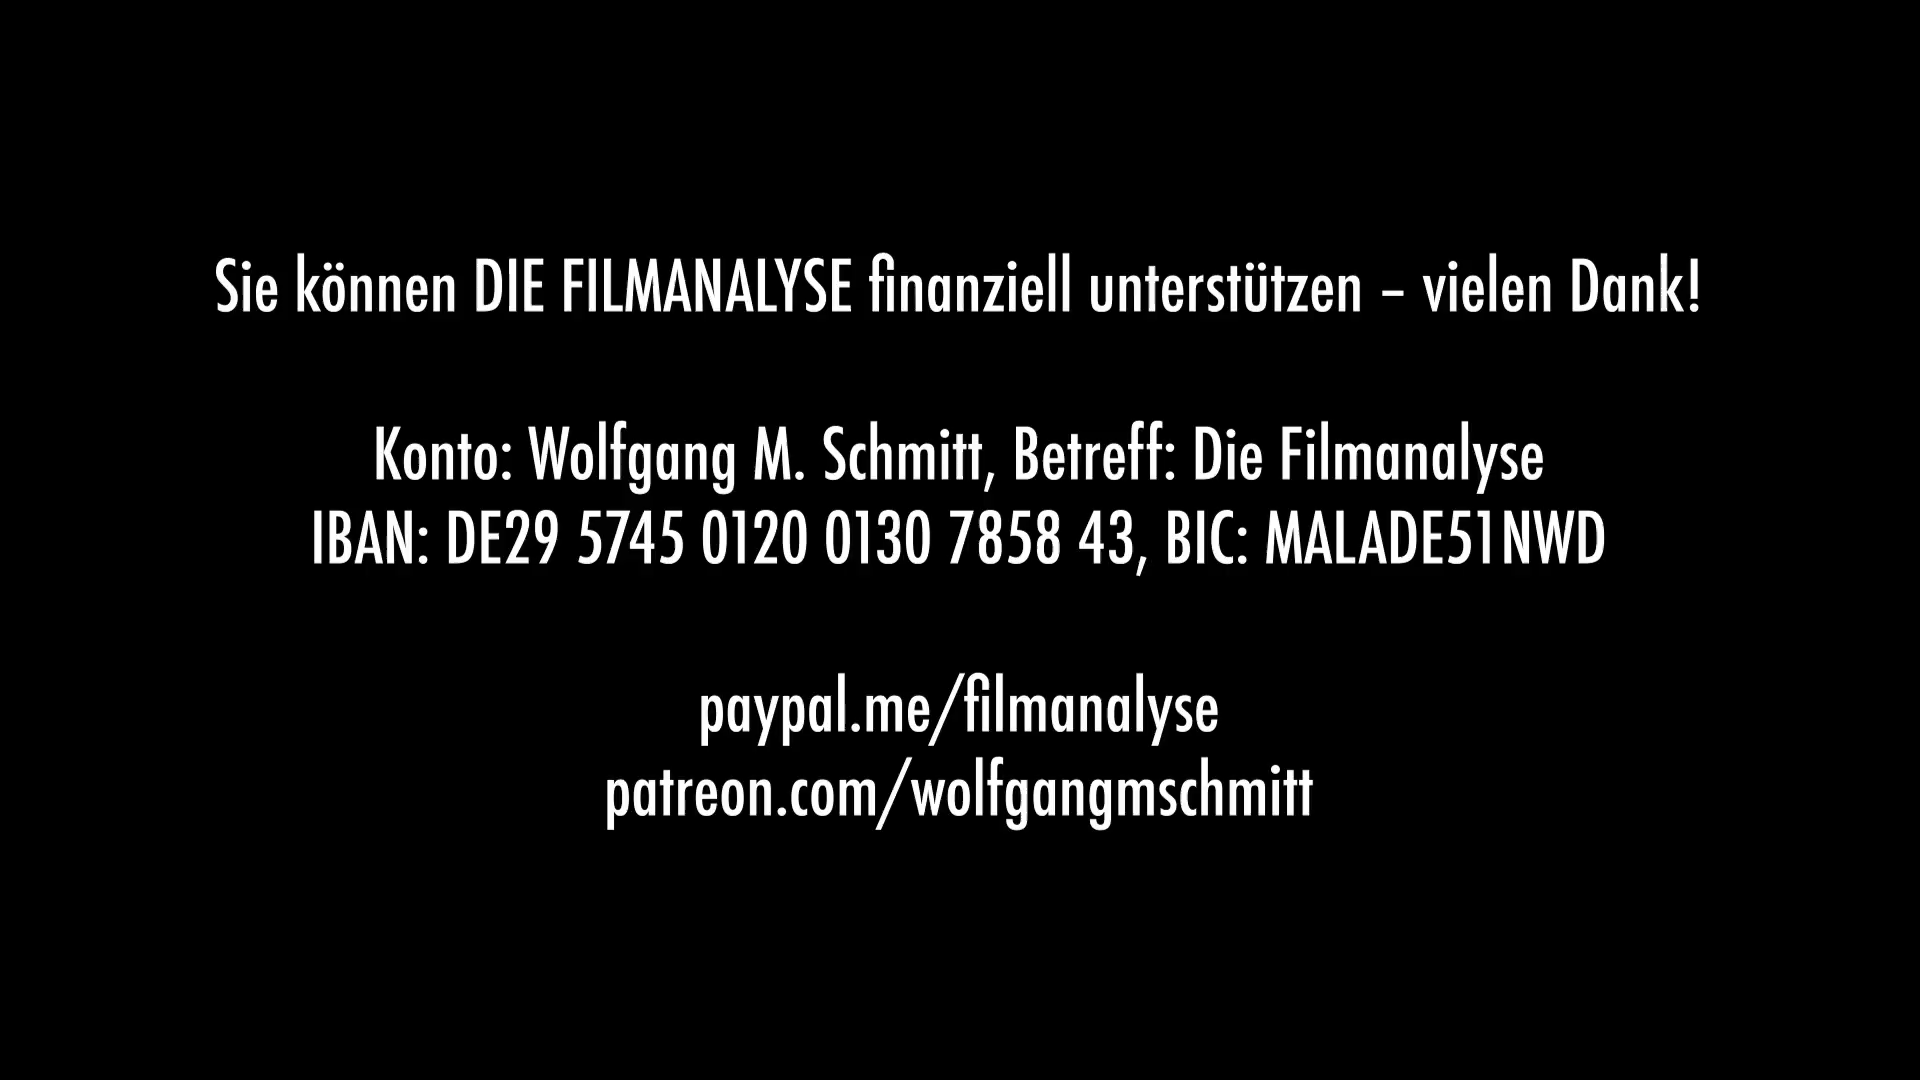 Sie können DIE FILMANALYSE finanziell unterstützen – vielen Dank!
Konto: Wolfgang M. Schmitt, Betreff: Die Filmanalyse
IBAN: DE29 5745 0120 0130 7858 43, BIC: MALADE51NWD
paypal.me/filmanalyse
patreon.com/wolfgangmschmitt